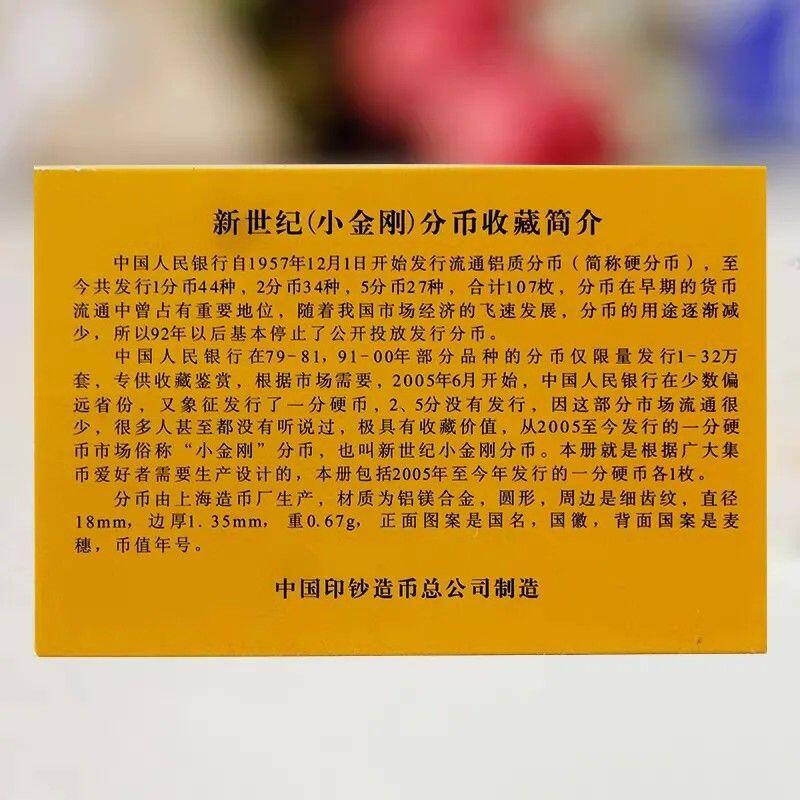 新世纪(小金刚)分币收藏简介
中国人民银行自1957年12月1日开始发行流通铝质分币（简称硬分币），至
今共发行1分币44种，2分币34种，5分币27种，合计107枚，分币在早期的货币
流通中曾占有重要地位，随着我国市场经济的飞速发展，分币的用途逐渐减
少，所以92年以后基本停止了公开投放发行分币。
中国人民银行在79-81，91-00年部分品种的分币仅限量发行1-32万
套，专供收藏鉴赏，根据市场需要，2005年6月开始，中国人民银行在少数偏
远省份，又象征发行了一分硬币，2、5分没有发行，因这部分市场流通很
少，很多人甚至都没有听说过，极具有收藏价值，从2005至今发行的一分硬
币市场俗称“小金刚”分币，也叫新世纪小金刚分币。本册就是根据广大集
币爱好者需要生产设计的，本册包括2005年至今年发行的一分硬币各1枚。
分币由上海造币厂生产，材质为铝镁合金，圆形，周边是细齿纹，直径
18mm，边厚1.35mm，重0.67g，正面图案是国名，国徽，背面国案是麦
穗，币值年号。
中国印钞造币总公司制造